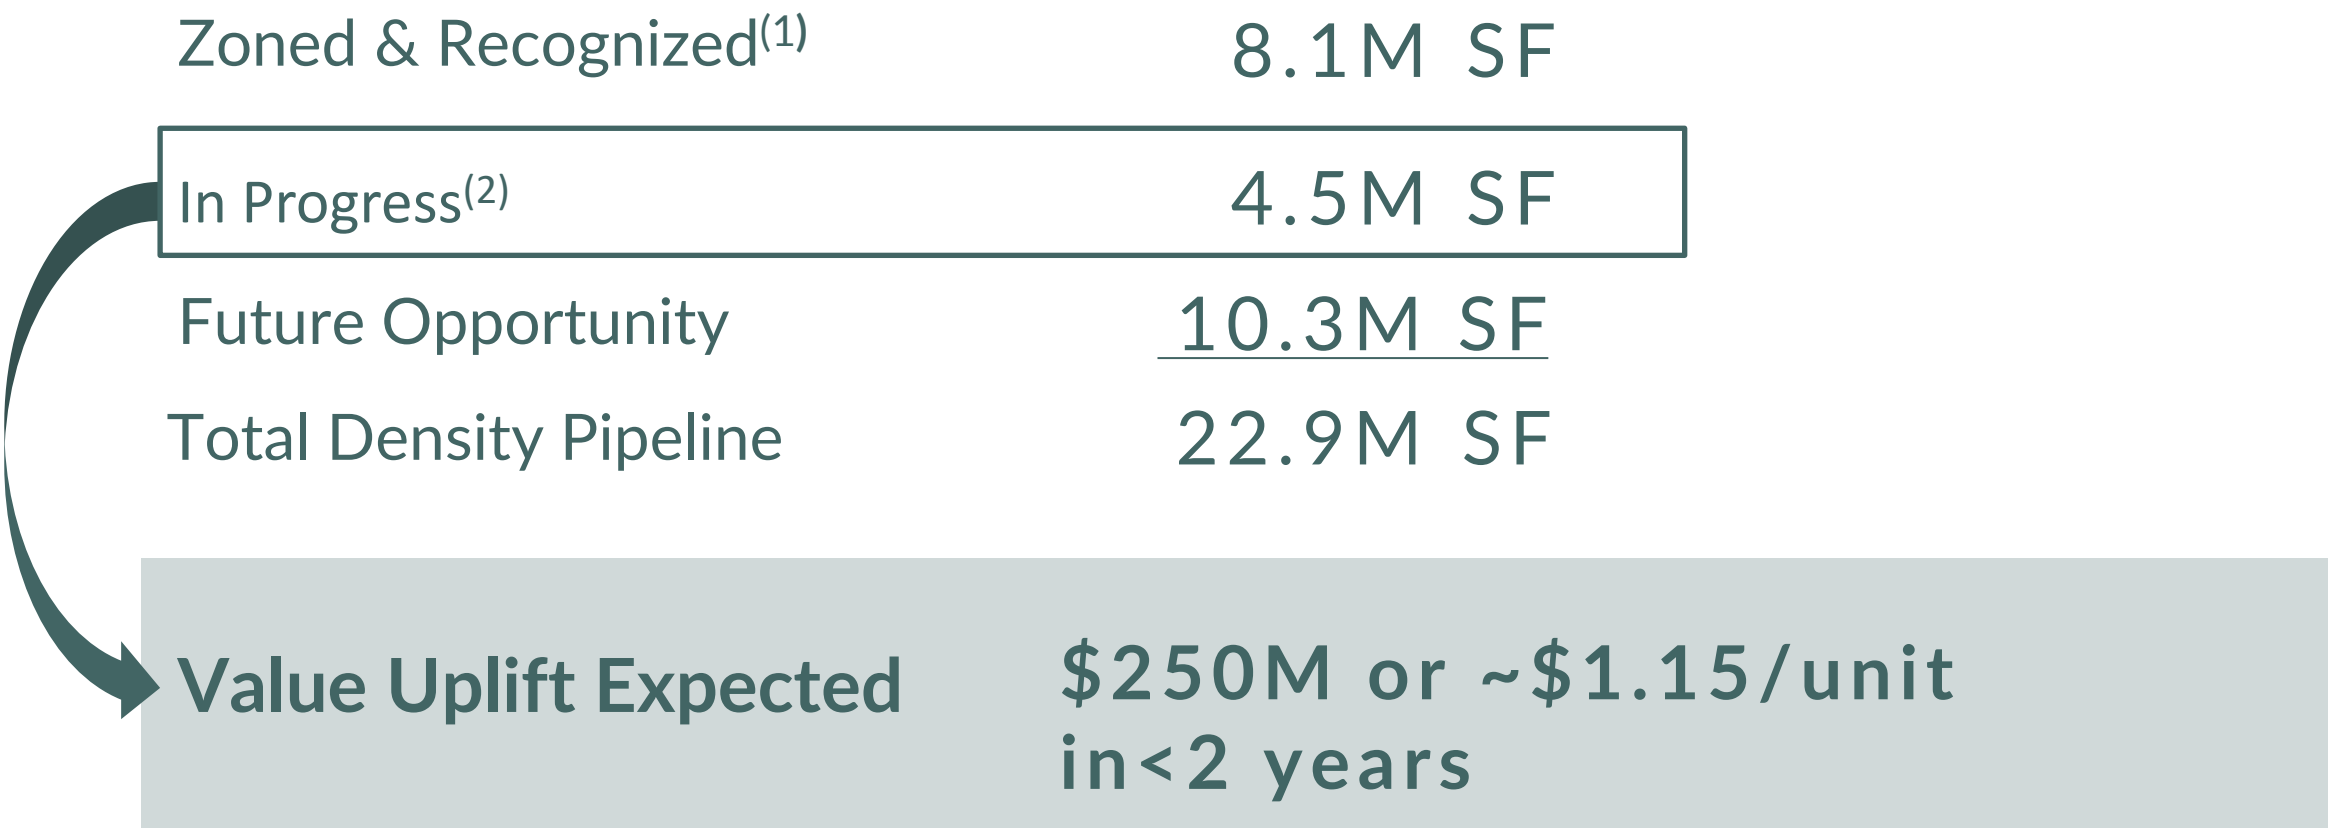 Zoned & Recognized(1) 8.1M SF
In Progress(2) 4.5M SF
Future Opportunity 10.3M SF
Total Density Pipeline 22.9M SF
Value Uplift Expected $250M or ~$1.15/unit
in<2 years